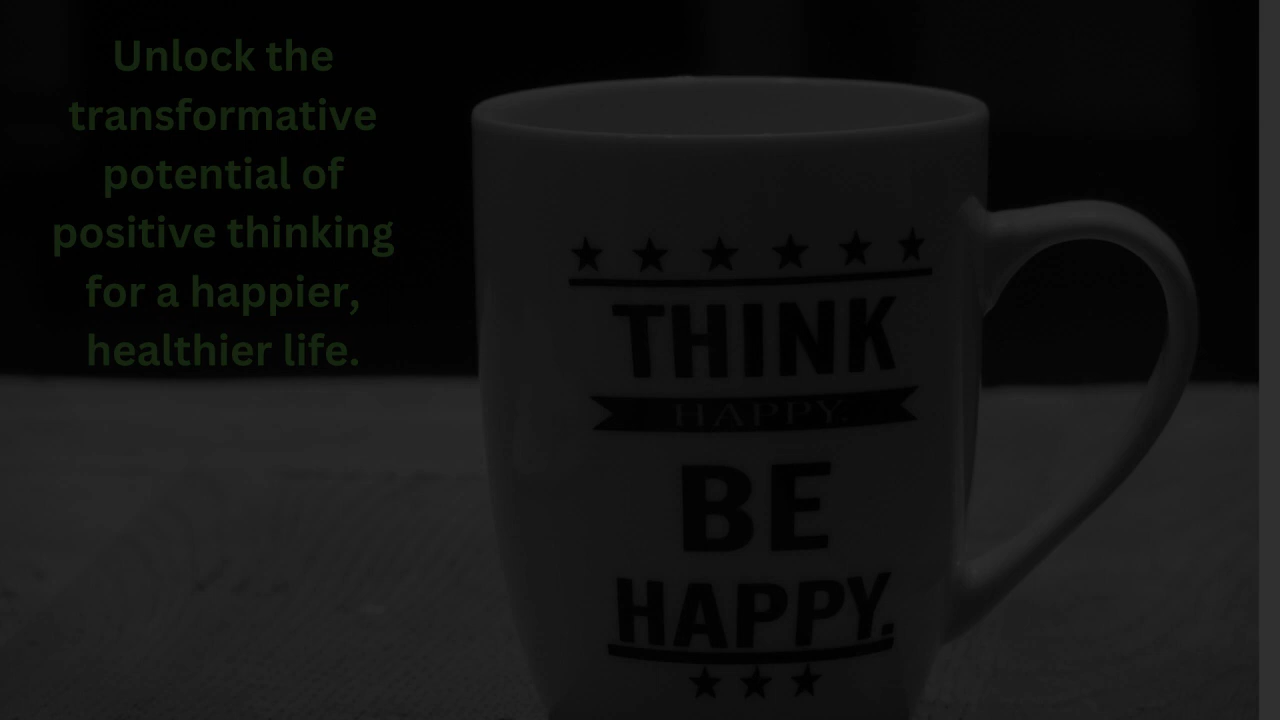 Unlock the
transformative
potential of
positive thinking
for a happier,
healthier life.
THINK
HAPPY.
BE
HAPPY.